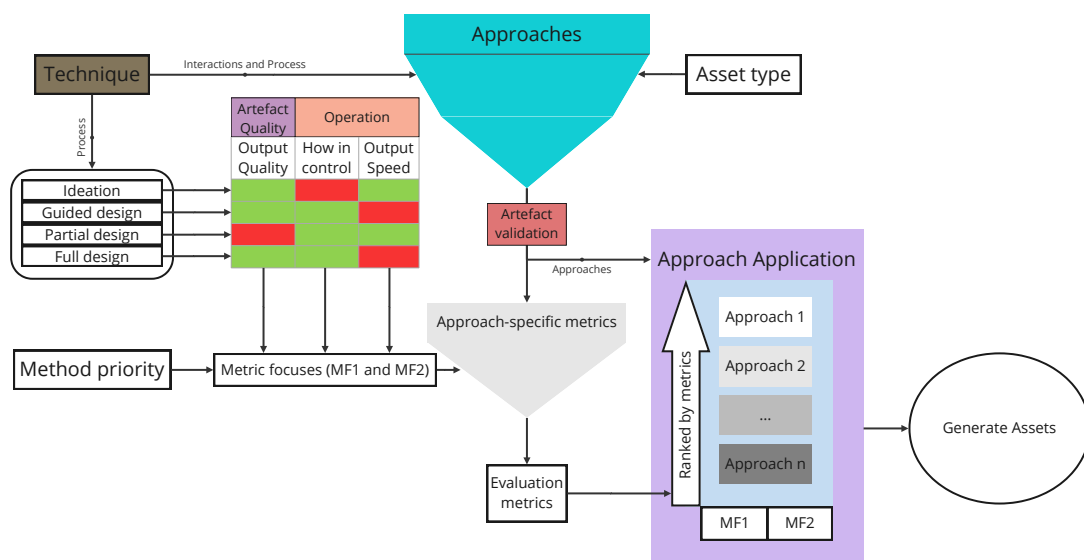 Approaches
Technique
Interactions and Process
Asset type
Process
Artefact
Quality
Operation
Output
Quality
How in
control
Output
Speed
Ideation
Guided design
Partial design
Full design
Artefact
validation
Approaches
Approach Application
Approach-specific metrics
Approach 1
Approach 2
...
Approach n
Ranked by metrics
Method priority
Metric focuses (MF1 and MF2)
Generate Assets
Evaluation
metrics
MF1
MF2